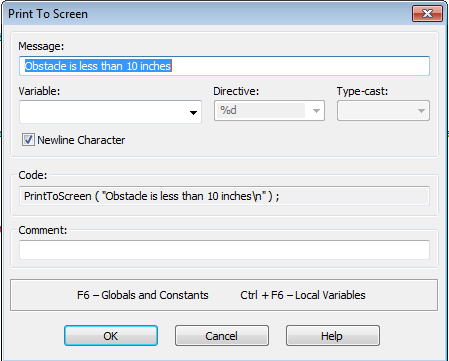 Print To Screen
Message:
Obstacle is less than 10 inches
Variable: Directive: Type-cast:
%d
Newline Character
Code:
PrintToScreen ( "Obstacle is less than 10 inches\n" ) ;
Comment:
F6 – Globals and Constants Ctrl + F6 – Local Variables
OK Cancel Help